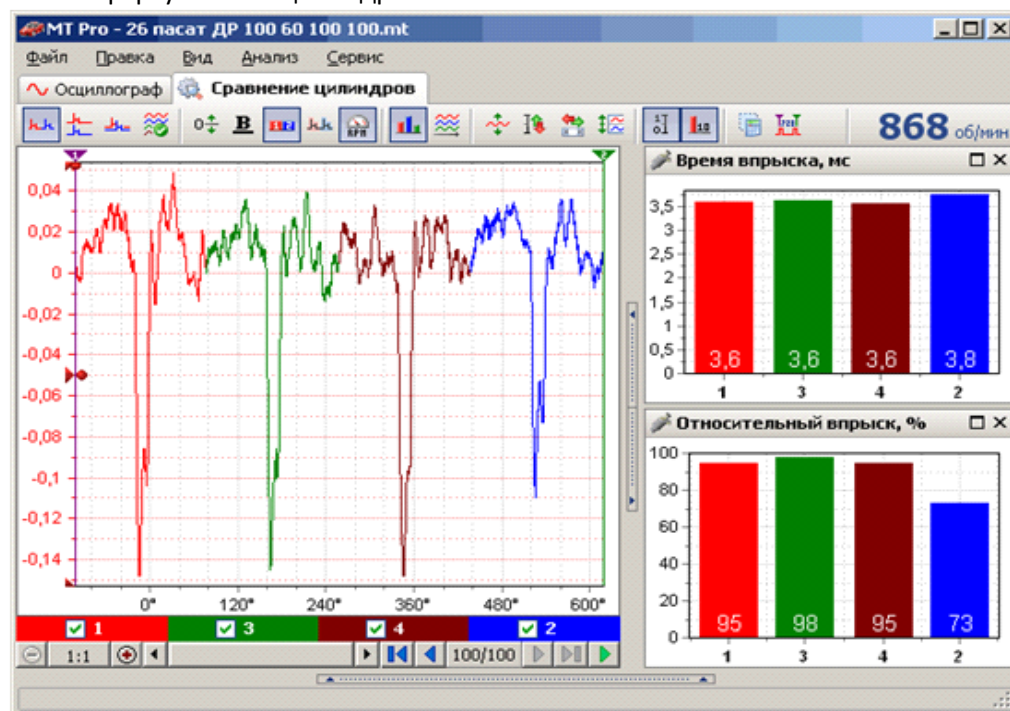 MT Pro - 26 пасат ДР 100 60 100 100.mt
Файл Правка Вид Анализ Сервис
Осциллограф Сравнение цилиндров
868 об/мин
0,04
0,02
0
-0,02
-0,04
-0,06
-0,08
-0,1
-0,12
-0,14
0° 120° 240° 360° 480° 600°
1 3 4 2
1:1 100/100
Время впрыска, мс
3,5
3
2,5
2
1,5
1
0,5
0
3,6 3,6 3,6 3,8
1 3 4 2
Относительный впрыск, %
100
80
60
40
20
0
95 98 95 73
1 3 4 2